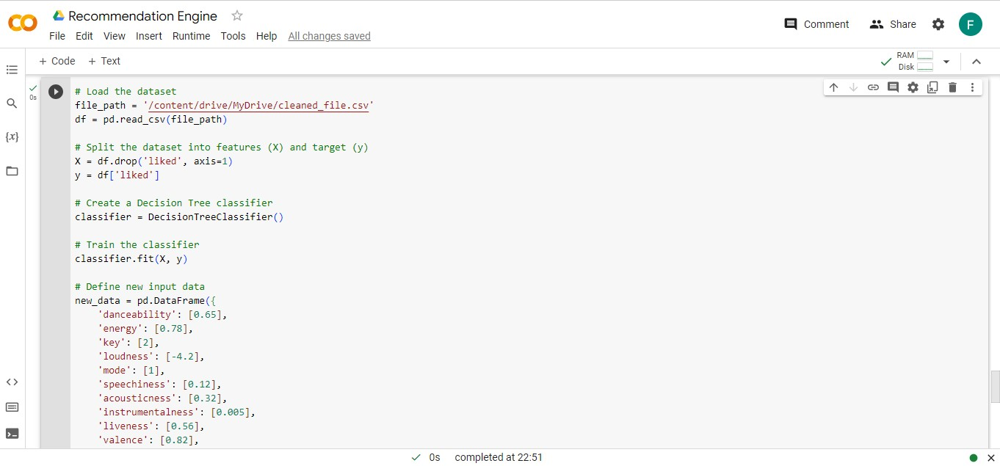 Recommendation Engine
File Edit View Insert Runtime Tools Help All changes saved
Comment Share F
+ Code + Text
RAM
Disk
{x}
0s
# Load the dataset
file_path = '/content/drive/MyDrive/cleaned_file.csv'
df = pd.read_csv(file_path)
# Split the dataset into features (X) and target (y)
X = df.drop('liked', axis=1)
y = df['liked']
# Create a Decision Tree classifier
classifier = DecisionTreeClassifier()
# Train the classifier
classifier.fit(X, y)
# Define new input data
new_data = pd.DataFrame({
    'danceability': [0.65],
    'energy': [0.78],
    'key': [2],
    'loudness': [-4.2],
    'mode': [1],
    'speechiness': [0.12],
    'acousticness': [0.32],
    'instrumentalness': [0.005],
    'liveness': [0.56],
    'valence': [0.82],
0s completed at 22:51